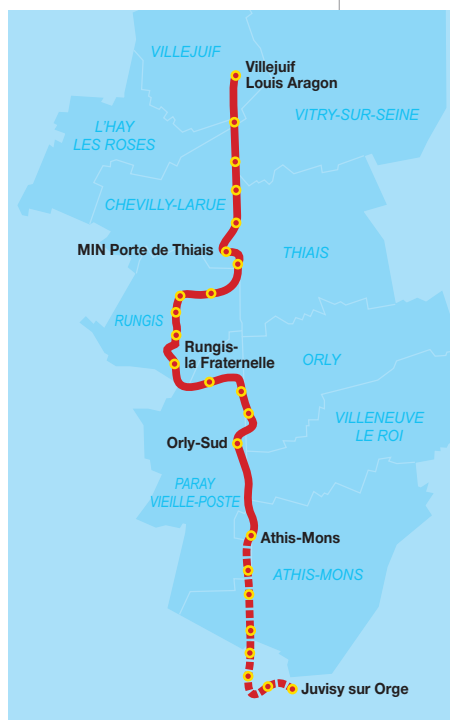 VILLEJUIF
Villejuif
Louis Aragon
VITRY-SUR-SEINE
L'HAY
LES ROSES
CHEVILLY-LARUE
MIN Porte de Thiais
THIAIS
RUNGIS
Rungis-
la Fraternelle
ORLY
VILLENEUVE
LE ROI
Orly-Sud
PARAY
VIEILLE-POSTE
Athis-Mons
ATHIS-MONS
Juvisy sur Orge